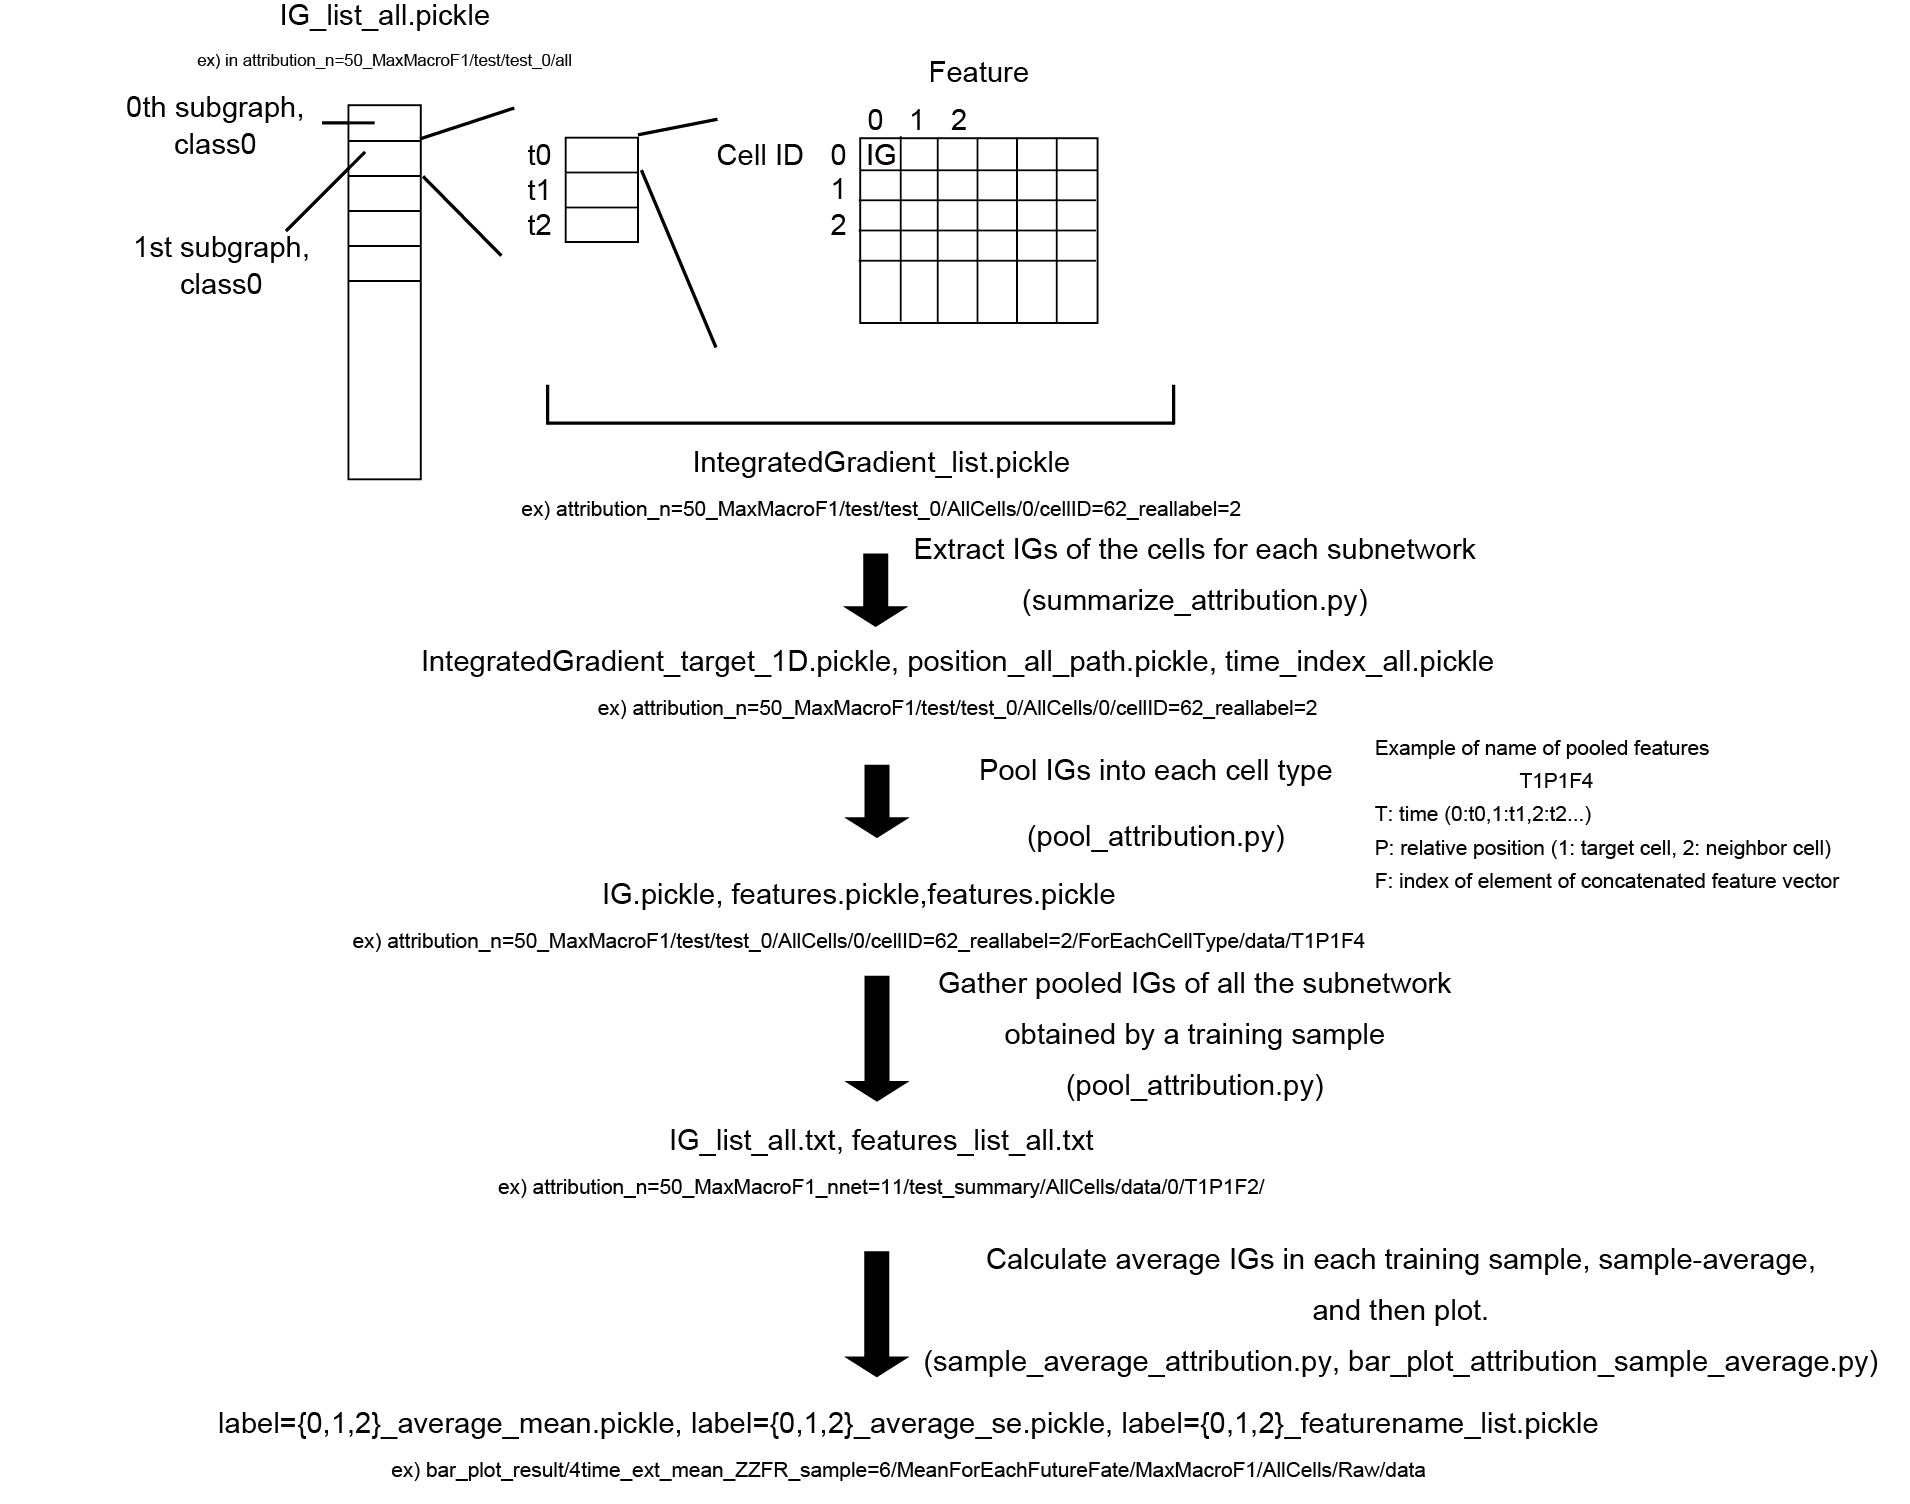 IG_list_all.pickle
ex) in attribution_n=50_MaxMacroF1/test/test_0/all
0th subgraph,
class0
1st subgraph,
class0
t0
t1
t2
Feature
0 1 2
Cell ID 0 IG
1
2
IntegratedGradient_list.pickle
ex) attribution_n=50_MaxMacroF1/test/test_0/AllCells/0/cellID=62_reallabel=2
Extract IGs of the cells for each subnetwork
(summarize_attribution.py)
IntegratedGradient_target_1D.pickle, position_all_path.pickle, time_index_all.pickle
ex) attribution_n=50_MaxMacroF1/test/test_0/AllCells/0/cellID=62_reallabel=2
Pool IGs into each cell type
(pool_attribution.py)
Example of name of pooled features
T1P1F4
T: time (0:t0,1:t1,2:t2...)
P: relative position (1: target cell, 2: neighbor cell)
F: index of element of concatenated feature vector
IG.pickle, features.pickle,features.pickle
ex) attribution_n=50_MaxMacroF1/test/test_0/AllCells/0/cellID=62_reallabel=2/ForEachCellType/data/T1P1F4
Gather pooled IGs of all the subnetwork
obtained by a training sample
(pool_attribution.py)
IG_list_all.txt, features_list_all.txt
ex) attribution_n=50_MaxMacroF1_nnet=11/test_summary/AllCells/data/0/T1P1F2/
Calculate average IGs in each training sample, sample-average,
and then plot.
(sample_average_attribution.py, bar_plot_attribution_sample_average.py)
label={0,1,2}_average_mean.pickle, label={0,1,2}_average_se.pickle, label={0,1,2}_featurename_list.pickle
ex) bar_plot_result/4time_ext_mean_ZZFR_sample=6/MeanForEachFutureFate/MaxMacroF1/AllCells/Raw/data